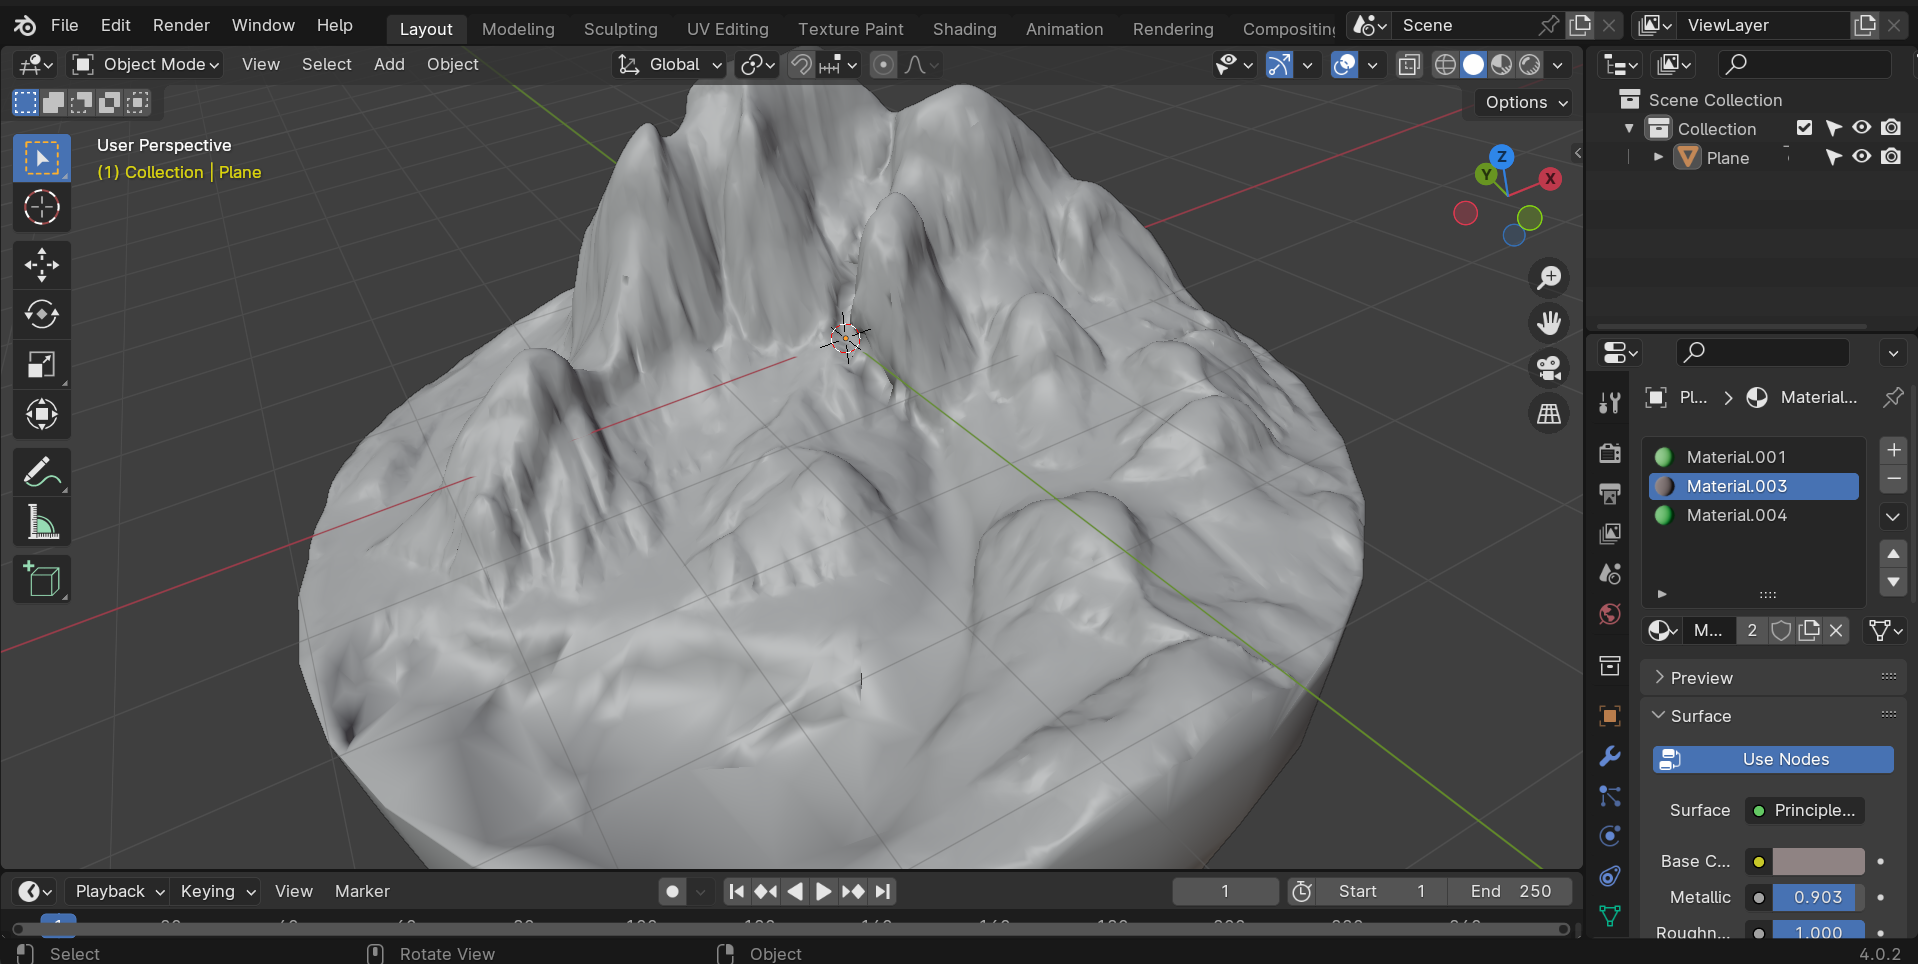 File Edit Render Window Help Layout Modeling Sculpting UV Editing Texture Paint Shading Animation Rendering Compositing Scene ViewLayer
Object Mode View Select Add Object Global
Options
User Perspective
(1) Collection | Plane
Z
Y
X
Scene Collection
Collection
Plane
Pl... Material...
Material.001
Material.003
Material.004
M... 2
Preview
Surface
Use Nodes
Surface Principle...
Base C...
Metallic 0.903
Roughn... 1.000
Playback Keying View Marker 1 Start 1 End 250
Select Rotate View Object 4.0.2